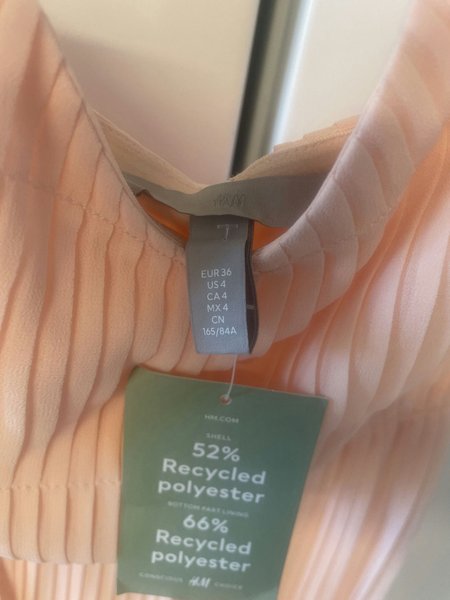 H&M
EUR 36
US 4
CA 4
MX 4
CN
165/84A
HM.COM
SHELL
52%
Recycled
polyester
BOTTOM PART LINING
66%
Recycled
polyester
CONSCIOUS H&M CHOICE